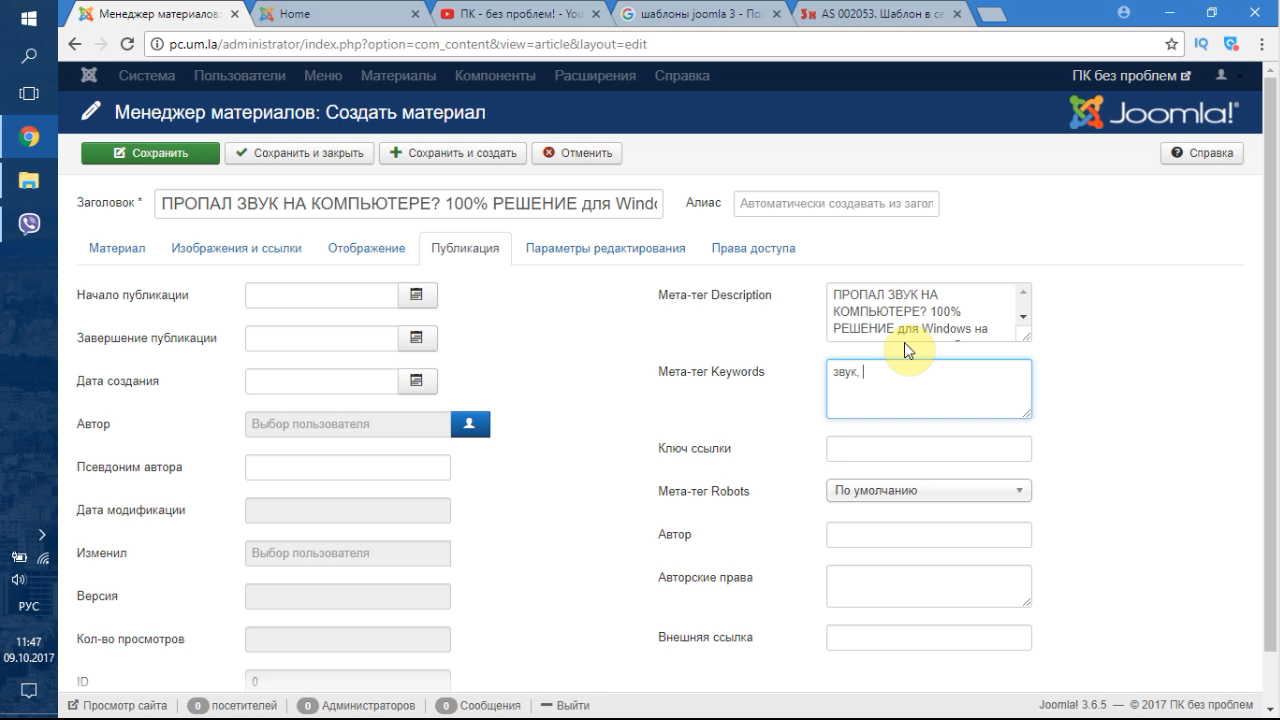 Менеджер материалов:
Home
ПК - без проблем! - You
шаблоны joomla 3 - По
AS 002053. Шаблон в се
pc.um.la/administrator/index.php?option=com_content&view=article&layout=edit
IQ
Система Пользователи Меню Материалы Компоненты Расширения Справка
ПК без проблем
Менеджер материалов: Создать материал
Joomla!®
Сохранить
Сохранить и закрыть
Сохранить и создать
Отменить
Справка
Заголовок * ПРОПАЛ ЗВУК НА КОМПЬЮТЕРЕ? 100% РЕШЕНИЕ для Windo
Алиас Автоматически создавать из загол
Материал Изображения и ссылки Отображение Публикация Параметры редактирования Права доступа
Начало публикации
Завершение публикации
Дата создания
Автор Выбор пользователя
Псевдоним автора
Дата модификации
Изменил Выбор пользователя
Версия
Кол-во просмотров
ID 0
Мета-тег Description ПРОПАЛ ЗВУК НА
КОМПЬЮТЕРЕ? 100%
РЕШЕНИЕ для Windows на
Мета-тег Keywords звук,
Ключ ссылки
Мета-тег Robots По умолчанию
Автор
Авторские права
Внешняя ссылка
РУС
11:47
09.10.2017
Просмотр сайта 0 посетителей 0 Администраторов 0 Сообщения Выйти
Joomla! 3.6.5 — © 2017 ПК без проблем